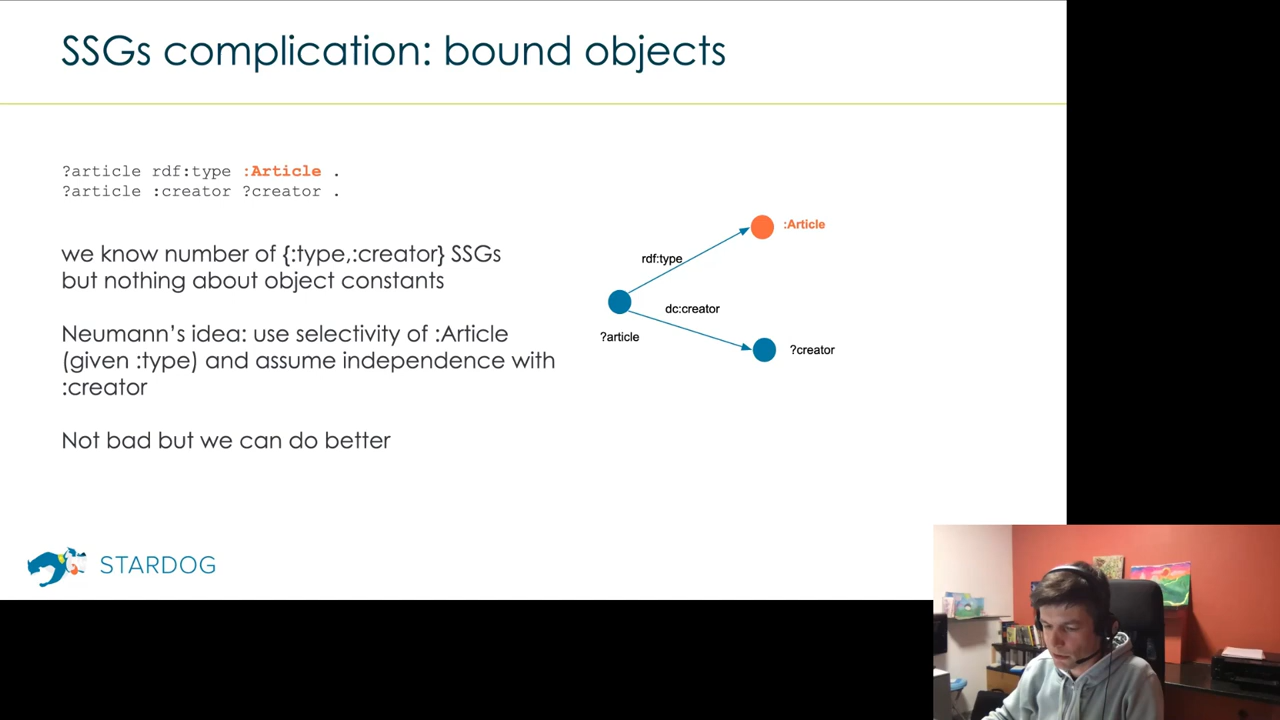 SSGs complication: bound objects
?article rdf:type :Article .
?article :creator ?creator .
we know number of {:type,:creator} SSGs
but nothing about object constants
Neumann's idea: use selectivity of :Article
(given :type) and assume independence with
:creator
Not bad but we can do better
:Article
rdf:type
dc:creator
?article
?creator
STARDOG